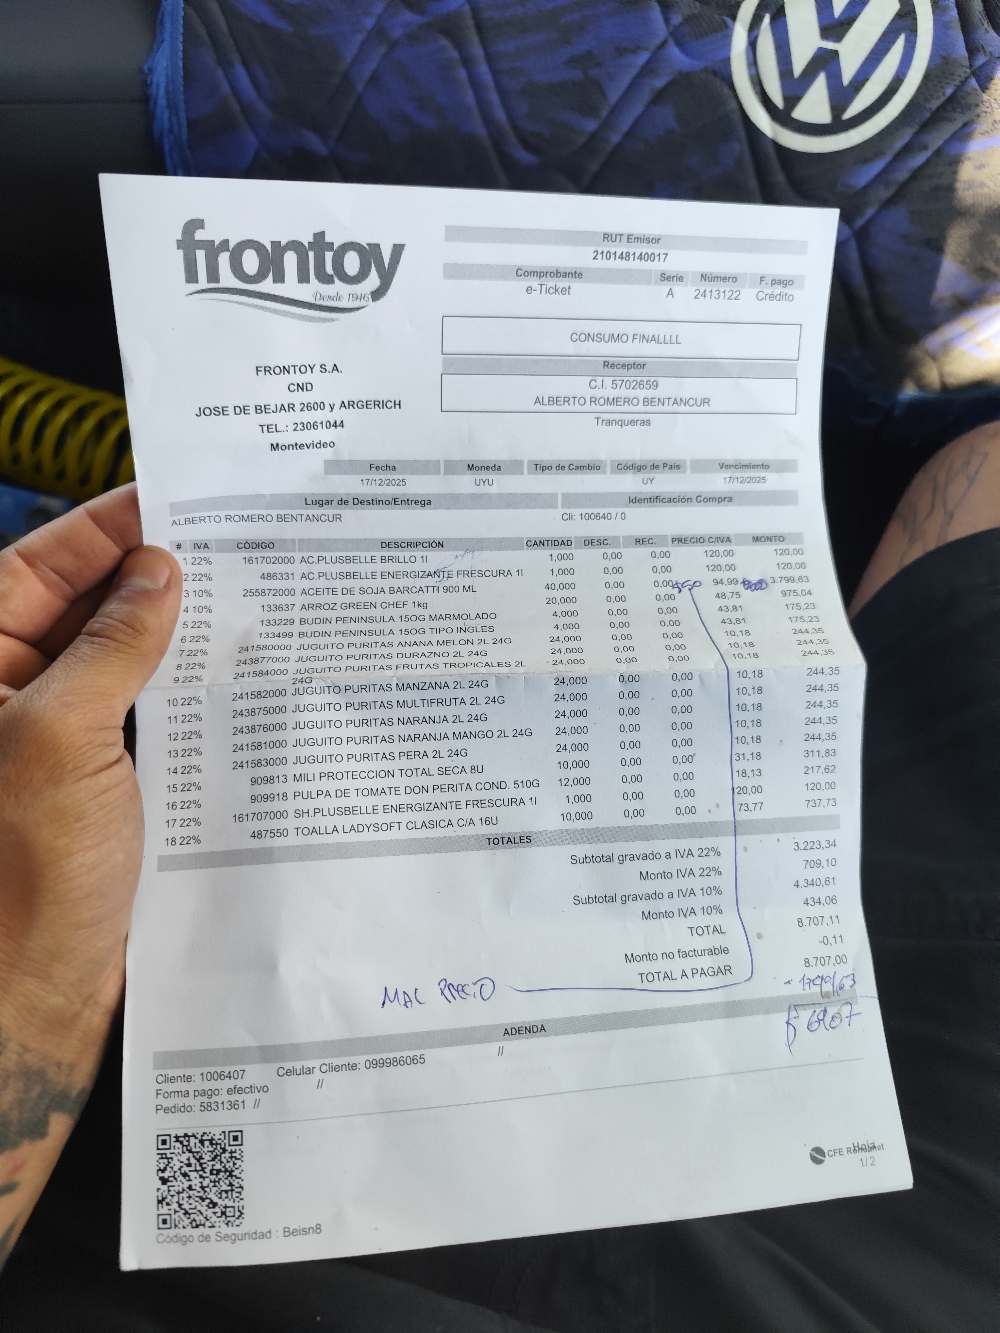 frontoy
Desde 1946
FRONTOY S.A.
CND
JOSE DE BEJAR 2600 y ARGERICH
TEL.: 23061044
Montevideo
RUT Emisor
210148140017
Comprobante Serie Número F. pago
e-Ticket A 2413122 Crédito
CONSUMO FINALLLL
Receptor
C.I. 5702659
ALBERTO ROMERO BENTANCUR
Tranqueras
Fecha Moneda Tipo de Cambio Código de País Vencimiento
17/12/2025 UYU UY 17/12/2025
Lugar de Destino/Entrega Identificación Compra
ALBERTO ROMERO BENTANCUR Cli: 100640 / 0
# IVA CÓDIGO DESCRIPCIÓN CANTIDAD DESC. REC. PRECIO C/IVA MONTO
1 22% 161702000 AC.PLUSBELLE BRILLO 1l 1,000 0,00 0,00 120,00 120,00
2 22% 486331 AC.PLUSBELLE ENERGIZANTE FRESCURA 1l 1,000 0,00 0,00 120,00 120,00
3 10% 255872000 ACEITE DE SOJA BARCATTI 900 ML 40,000 0,00 0,00 94,99 3.799,63
4 10% 133637 ARROZ GREEN CHEF 1kg 20,000 0,00 0,00 48,75 975,04
5 22% 133229 BUDIN PENINSULA 150G MARMOLADO 4,000 0,00 0,00 43,81 175,23
6 22% 133499 BUDIN PENINSULA 150G TIPO INGLES 4,000 0,00 0,00 43,81 175,23
7 22% 241580000 JUGUITO PURITAS ANANA MELON 2L 24G 24,000 0,00 0,00 10,18 244,35
8 22% 243877000 JUGUITO PURITAS DURAZNO 2L 24G 24,000 0,00 0,00 10,18 244,35
9 22% 241584000 JUGUITO PURITAS FRUTAS TROPICALES 2L 24,000 0,00 0,00 10,18 244,35
24G
10 22% 241582000 JUGUITO PURITAS MANZANA 2L 24G 24,000 0,00 0,00 10,18 244,35
11 22% 243875000 JUGUITO PURITAS MULTIFRUTA 2L 24G 24,000 0,00 0,00 10,18 244,35
12 22% 243876000 JUGUITO PURITAS NARANJA 2L 24G 24,000 0,00 0,00 10,18 244,35
13 22% 241581000 JUGUITO PURITAS NARANJA MANGO 2L 24G 24,000 0,00 0,00 10,18 244,35
14 22% 241583000 JUGUITO PURITAS PERA 2L 24G 24,000 0,00 0,00 10,18 244,35
15 22% 909813 MILI PROTECCION TOTAL SECA 8U 10,000 0,00 0,00 31,18 311,83
16 22% 909918 PULPA DE TOMATE DON PERITA COND. 510G 12,000 0,00 0,00 18,13 217,62
17 22% 161707000 SH.PLUSBELLE ENERGIZANTE FRESCURA 1l 1,000 0,00 0,00 120,00 120,00
18 22% 487550 TOALLA LADYSOFT CLASICA C/A 16U 10,000 0,00 0,00 73,77 737,73
TOTALES
Subtotal gravado a IVA 22% 3.223,34
Monto IVA 22% 709,10
Subtotal gravado a IVA 10% 4.340,61
Monto IVA 10% 434,06
TOTAL 8.707,11
Monto no facturable -0,11
TOTAL A PAGAR 8.707,00
MAL PRECIO
$ 6907
ADENDA
Cliente: 1006407 Celular Cliente: 099986065 //
Forma pago: efectivo //
Pedido: 5831361 //
Código de Seguridad : Beisn8
CFE
Hoja
1/2